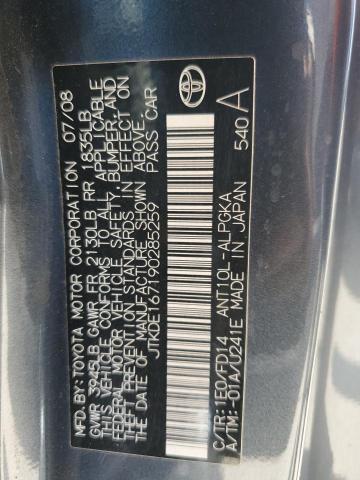 MFD.BY:TOYOTA MOTOR CORPORATION 07/08
GVWR 3945LB GAWR FR 2130LB RR 1835LB
THIS VEHICLE CONFORMS TO ALL APPLICABLE
FEDERAL MOTOR VEHICLE SAFETY, BUMPER, AND
THEFT PREVENTION STANDARDS IN EFFECT ON
THE DATE OF MANUFACTURE SHOWN ABOVE.
JTKDE167190285259 PASS CAR
C/TR:1E0/FD14 ANT10L-ALPGKA
A/TM:-01A/U241E MADE IN JAPAN 540 A